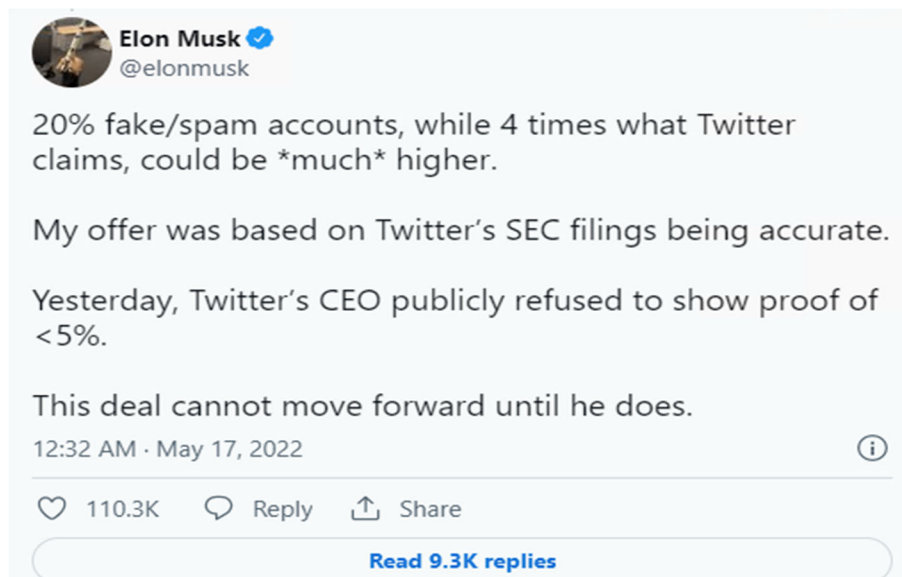 Elon Musk
@elonmusk
20% fake/spam accounts, while 4 times what Twitter
claims, could be *much* higher.
My offer was based on Twitter’s SEC filings being accurate.
Yesterday, Twitter’s CEO publicly refused to show proof of
<5%.
This deal cannot move forward until he does.
12:32 AM · May 17, 2022
110.3K Reply Share
Read 9.3K replies